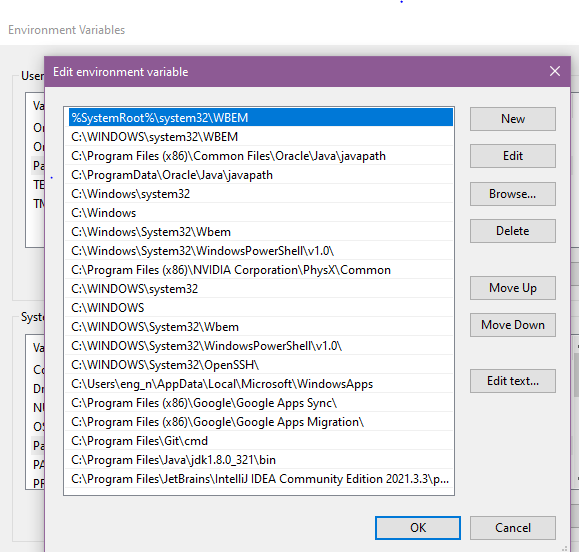 Environment Variables
Edit environment variable
User
Va
On
On
Pa
TE
TM
Syste
Va
Co
Dr
NU
OS
Pa
PA
PR
%SystemRoot%\system32\WBEM
C:\WINDOWS\system32\WBEM
C:\Program Files (x86)\Common Files\Oracle\Java\javapath
C:\ProgramData\Oracle\Java\javapath
C:\Windows\system32
C:\Windows
C:\Windows\System32\Wbem
C:\Windows\System32\WindowsPowerShell\v1.0\
C:\Program Files (x86)\NVIDIA Corporation\PhysX\Common
C:\WINDOWS\system32
C:\WINDOWS
C:\WINDOWS\System32\Wbem
C:\WINDOWS\System32\WindowsPowerShell\v1.0\
C:\WINDOWS\System32\OpenSSH\
C:\Users\eng_n\AppData\Local\Microsoft\WindowsApps
C:\Program Files (x86)\Google\Google Apps Sync\
C:\Program Files (x86)\Google\Google Apps Migration\
C:\Program Files\Git\cmd
C:\Program Files\Java\jdk1.8.0_321\bin
C:\Program Files\JetBrains\IntelliJ IDEA Community Edition 2021.3.3\p...
New
Edit
Browse...
Delete
Move Up
Move Down
Edit text...
OK
Cancel